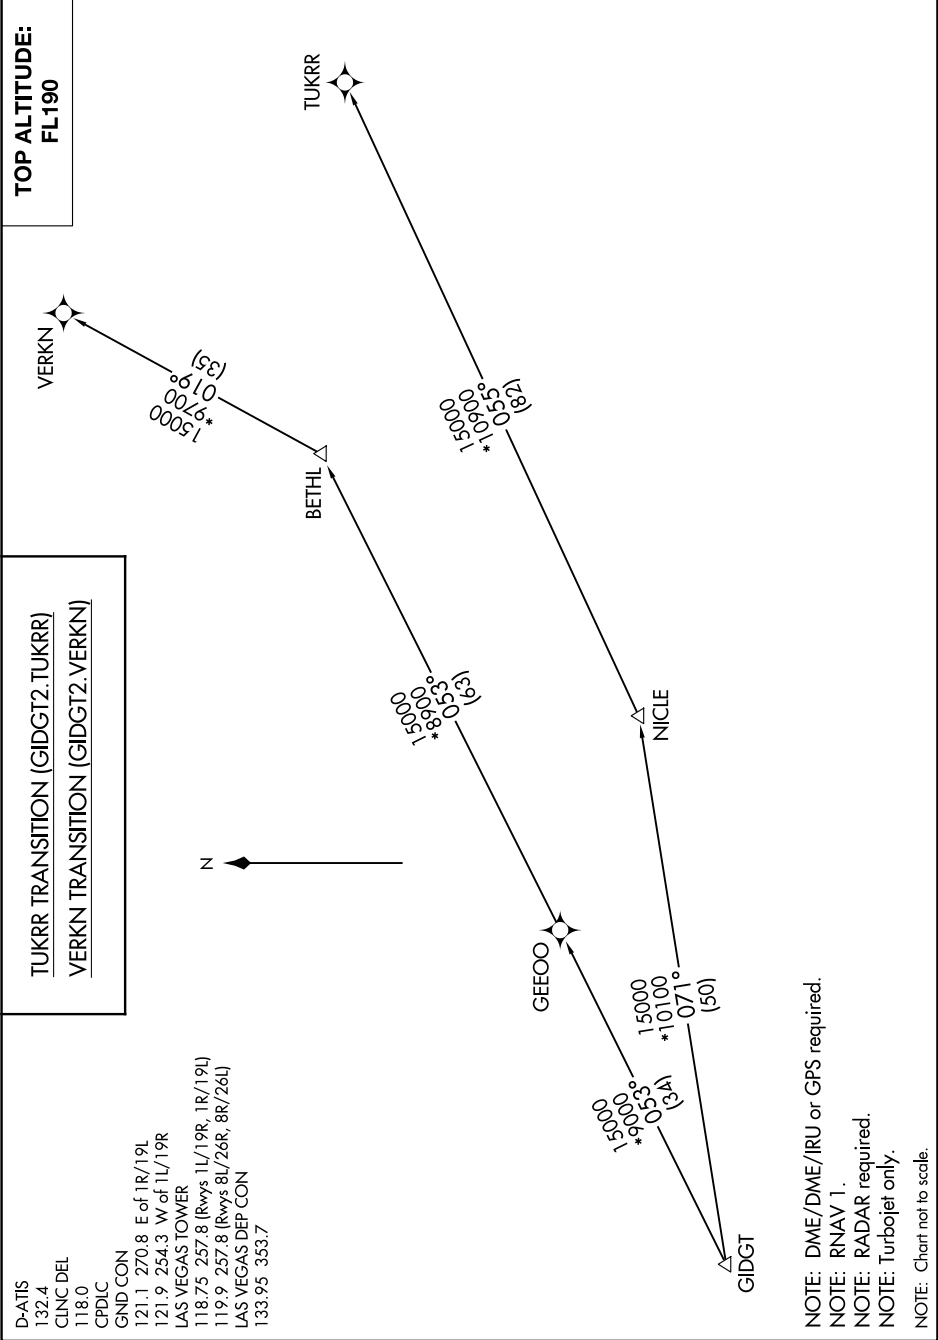 D-ATIS
132.4
CLNC DEL
118.0
CPDLC
GND CON
121.1 270.8 E of 1R/19L
121.9 254.3 W of 1L/19R
LAS VEGAS TOWER
118.75 257.8 (Rwys 1L/19R, 1R/19L)
119.9 257.8 (Rwys 8L/26R, 8R/26L)
LAS VEGAS DEP CON
133.95 353.7
TUKRR TRANSITION (GIDGT2.TUKRR)
VERKN TRANSITION (GIDGT2.VERKN)
TOP ALTITUDE:
FL190
VERKN
15000
*9700
019°
(35)
TUKRR
BETHL
15000
*10900
055°
(82)
15000
*8900
053°
(63)
N
NICLE
GEEOO
15000
*10100
071°
(50)
15000
*9000
053°
(34)
GIDGT
NOTE: DME/DME/IRU or GPS required.
NOTE: RNAV 1.
NOTE: RADAR required.
NOTE: Turbojet only.
NOTE: Chart not to scale.